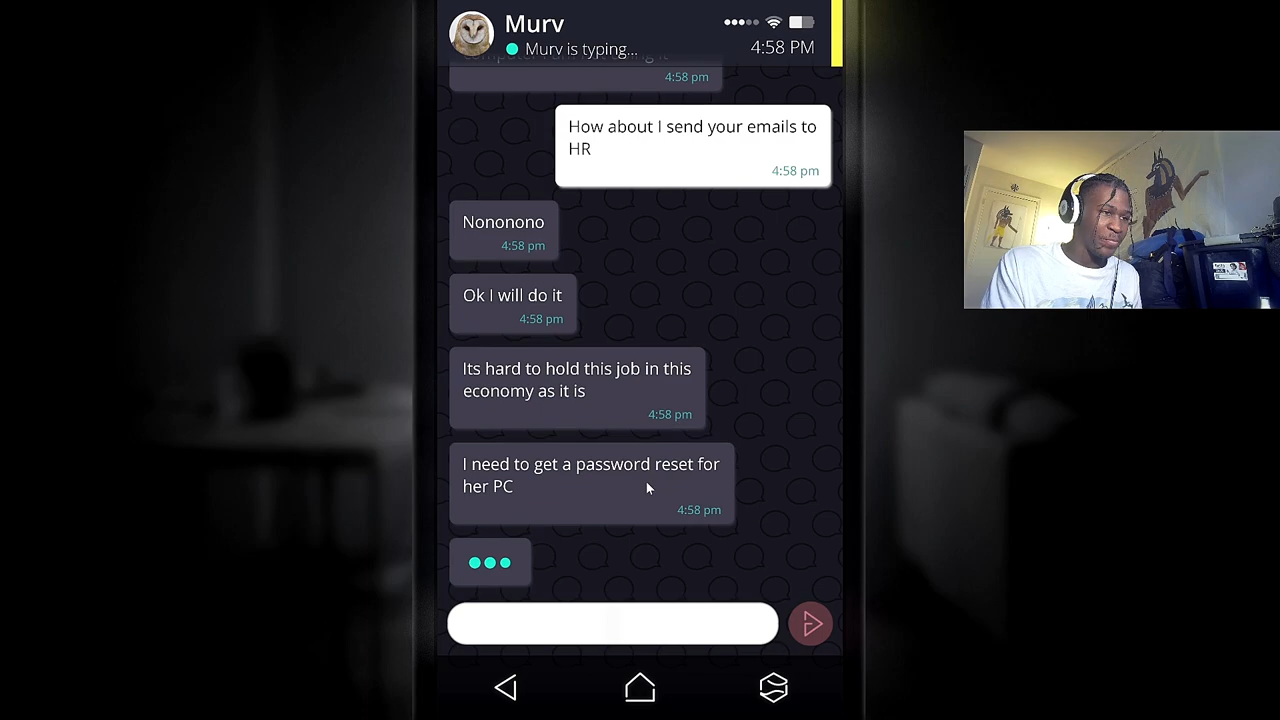 Murv
Murv is typing...
4:58 PM
4:58 pm
How about I send your emails to
HR
4:58 pm
Nononono
4:58 pm
Ok I will do it
4:58 pm
Its hard to hold this job in this
economy as it is
4:58 pm
I need to get a password reset for
her PC
4:58 pm